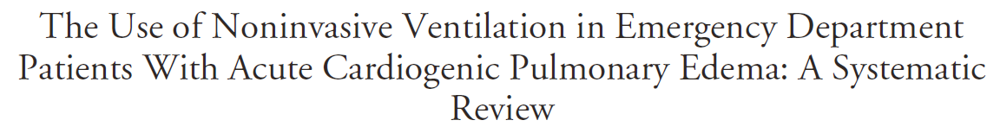 The Use of Noninvasive Ventilation in Emergency Department
Patients With Acute Cardiogenic Pulmonary Edema: A Systematic
Review